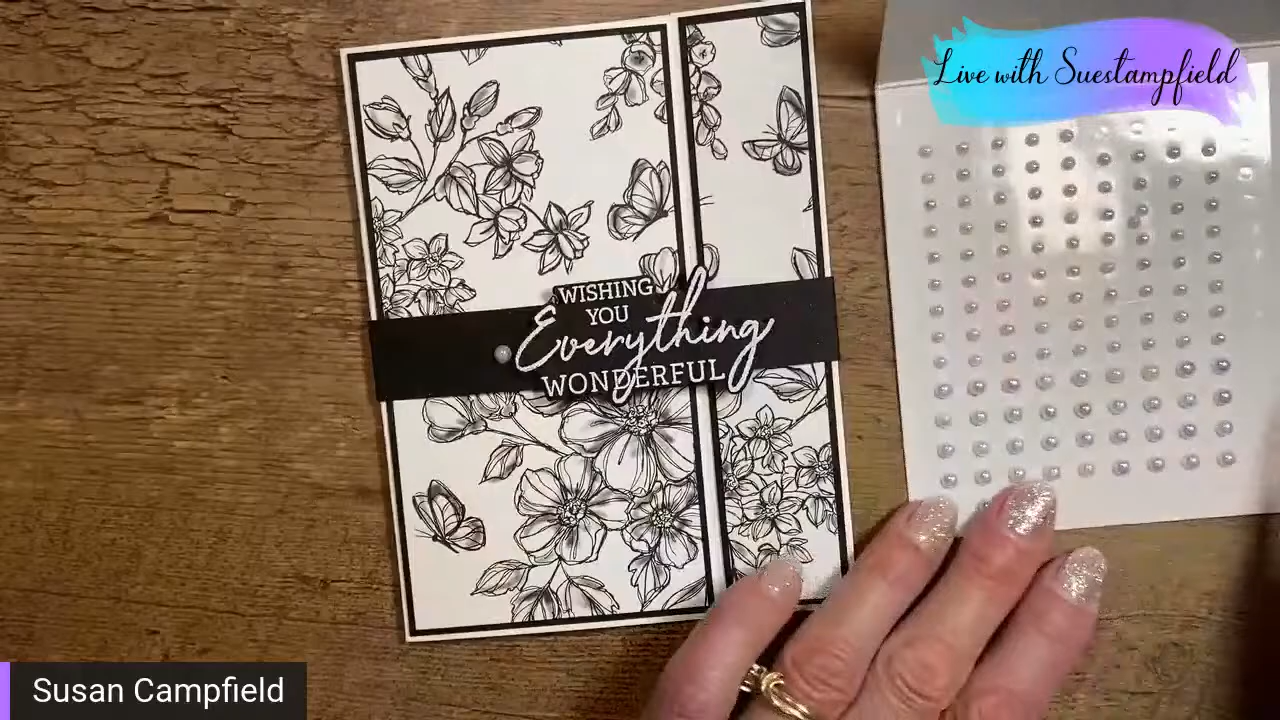 Live with Suestampfield
WISHING
YOU
Everything
WONDERFUL
Susan Campfield